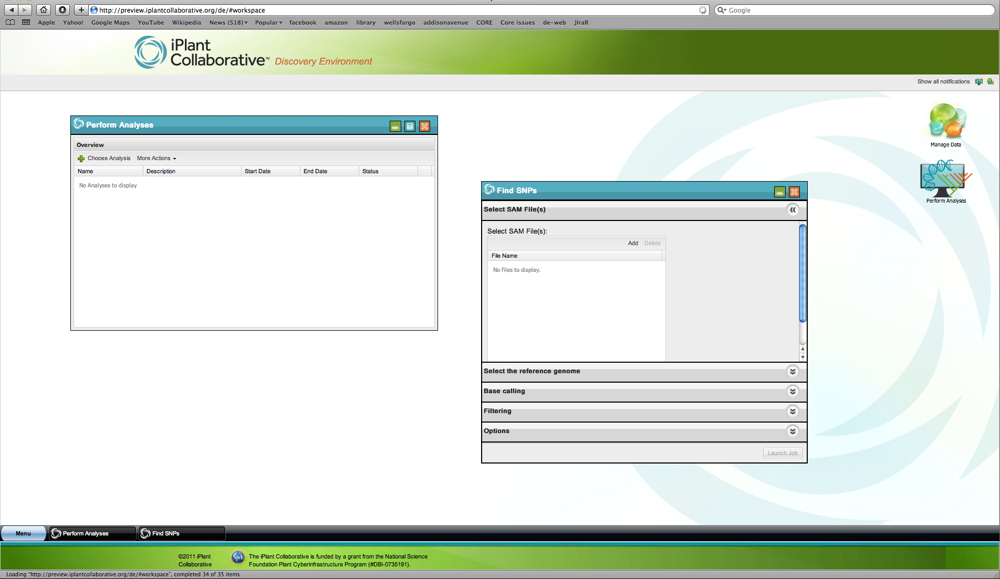 http://preview.iplantcollaborative.org/de/#workspace
Google
Apple Yahoo! Google Maps YouTube Wikipedia News (518)▾ Popular▾ facebook amazon library wellsfargo addisonavenue CORE Core issues de-web JIraR
iPlant
Collaborative™ Discovery Environment
Show all notifications
Manage Data
Perform Analyses
Perform Analyses
Overview
Choose Analysis More Actions
Name Description Start Date End Date Status
No Analyses to display
Find SNPs
Select SAM File(s)
Select SAM File(s):
Add Delete
File Name
No files to display.
Select the reference genome
Base calling
Filtering
Options
Launch Job
Menu Perform Analyses Find SNPs
©2011 iPlant
Collaborative
NSF
The iPlant Collaborative is funded by a grant from the National Science
Foundation Plant Cyberinfrastructure Program (#DBI-0735191).
Loading "http://preview.iplantcollaborative.org/de/#workspace", completed 34 of 35 items